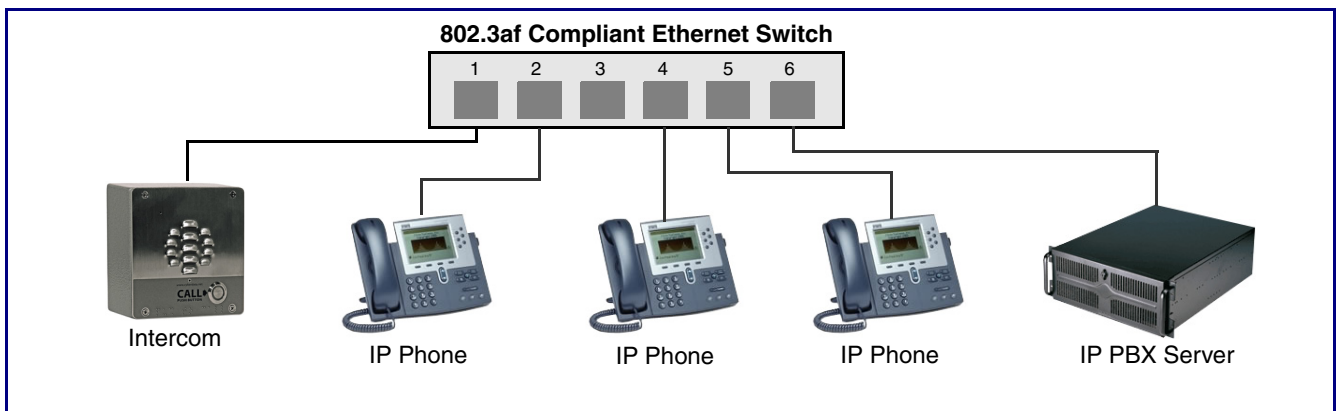 802.3af Compliant Ethernet Switch
1 2 3 4 5 6
CALL
Intercom
IP Phone
IP Phone
IP Phone
IP PBX Server